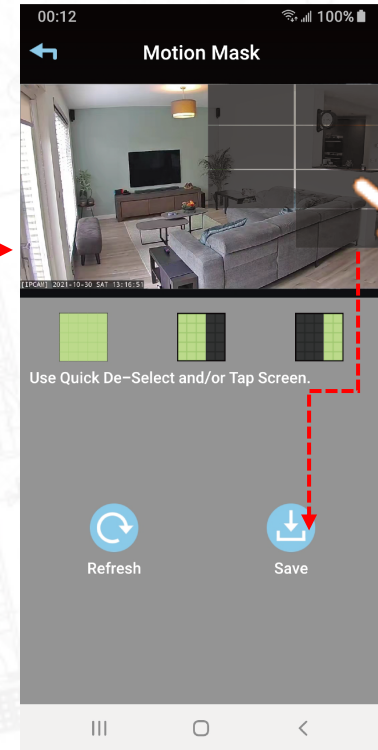 00:12 100%
Motion Mask
[IPCAM] 2021-10-30 SAT 13:16:51
Use Quick De-Select and/or Tap Screen.
Refresh Save